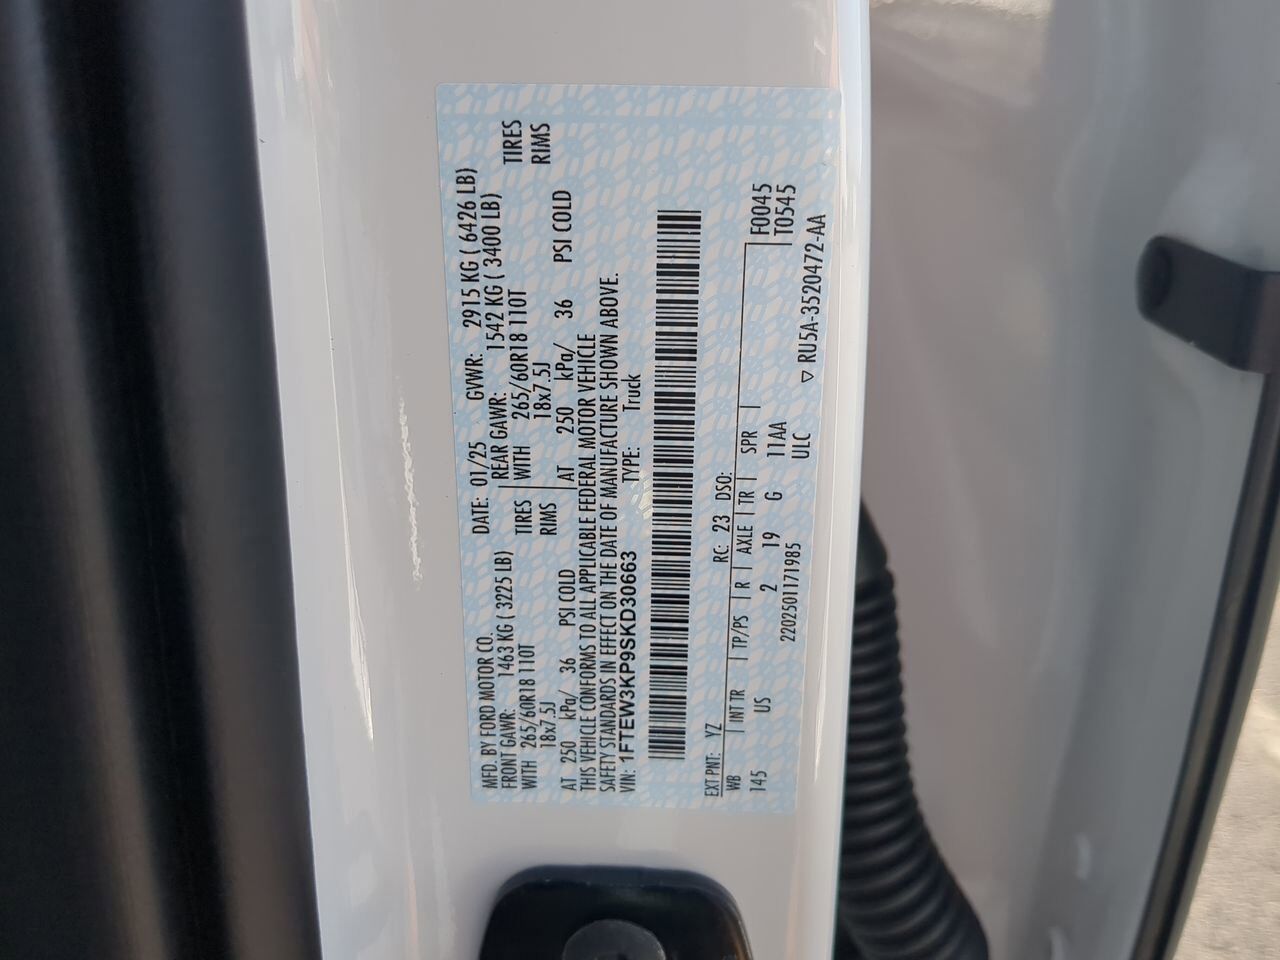 MFD. BY FORD MOTOR CO. DATE: 01/25 GVWR: 2915 KG ( 6426 LB)
FRONT GAWR: 1463 KG ( 3225 LB) REAR GAWR: 1542 KG ( 3400 LB)
WITH 265/60R18 110T TIRES WITH 265/60R18 110T TIRES
18x7.5J RIMS 18x7.5J RIMS
AT 250 kPa/ 36 PSI COLD AT 250 kPa/ 36 PSI COLD
THIS VEHICLE CONFORMS TO ALL APPLICABLE FEDERAL MOTOR VEHICLE
SAFETY STANDARDS IN EFFECT ON THE DATE OF MANUFACTURE SHOWN ABOVE.
VIN: 1FTEW3KP9SKD30663 TYPE: Truck
EXT PNT: YZ RC: 23 DSO: F0045
WB INT TR TP/PS R AXLE TR SPR T0545
145 US 2 19 G 11AA
2202501171985 ULC ▽ RU5A-3520472-AA